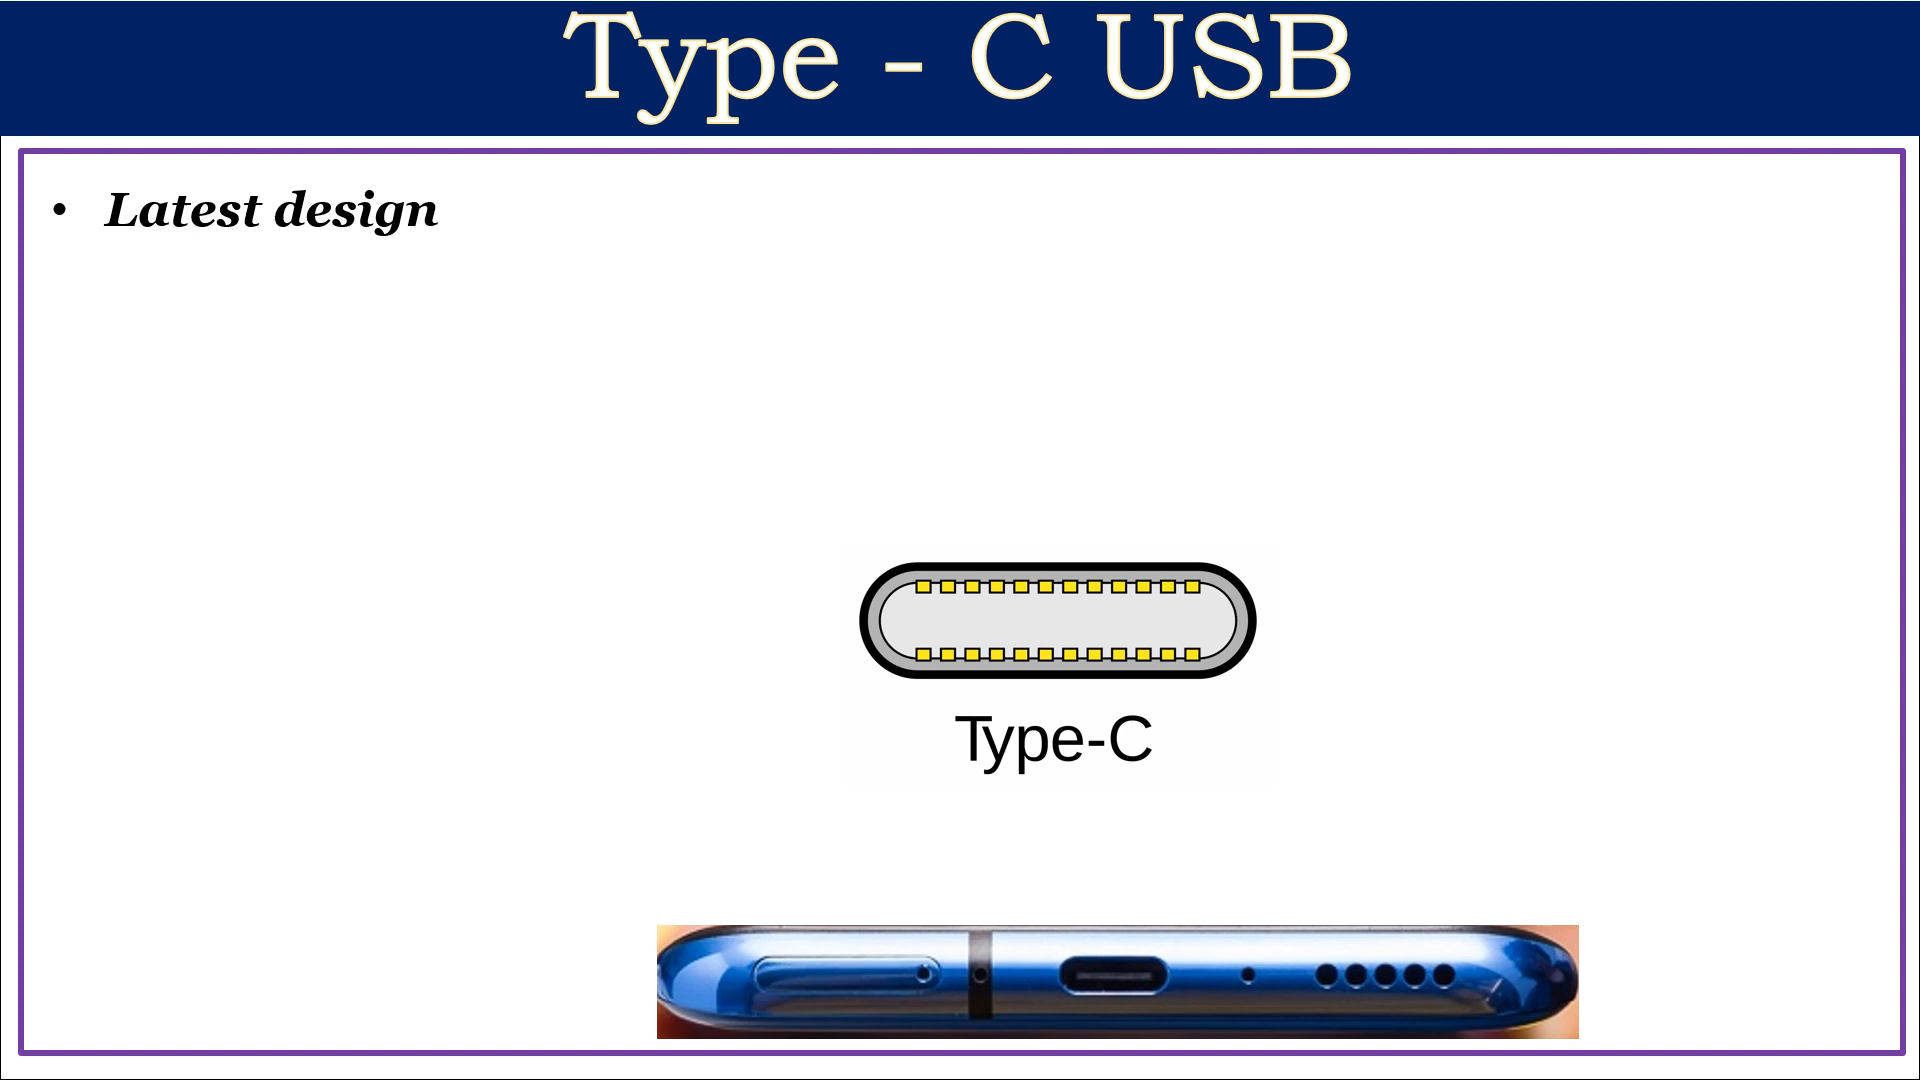 Type - C USB
• Latest design
Type-C